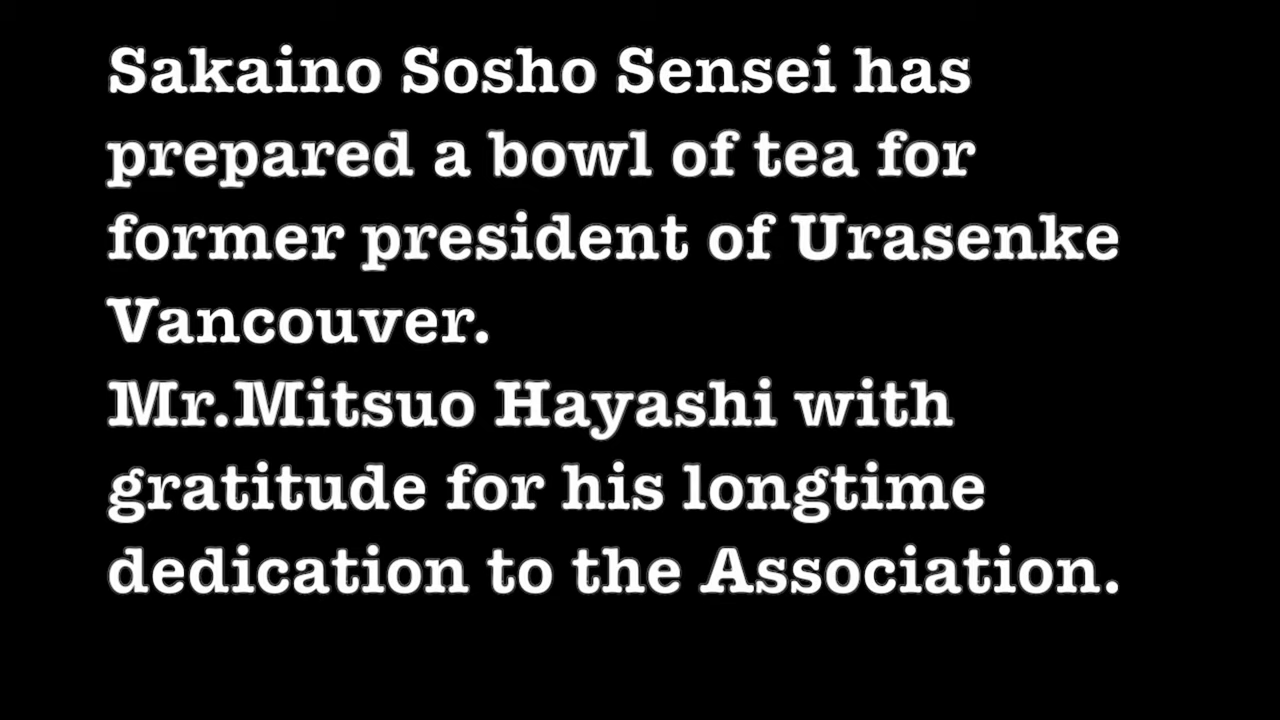 Sakaino Sosho Sensei has
prepared a bowl of tea for
former president of Urasenke
Vancouver.
Mr.Mitsuo Hayashi with
gratitude for his longtime
dedication to the Association.